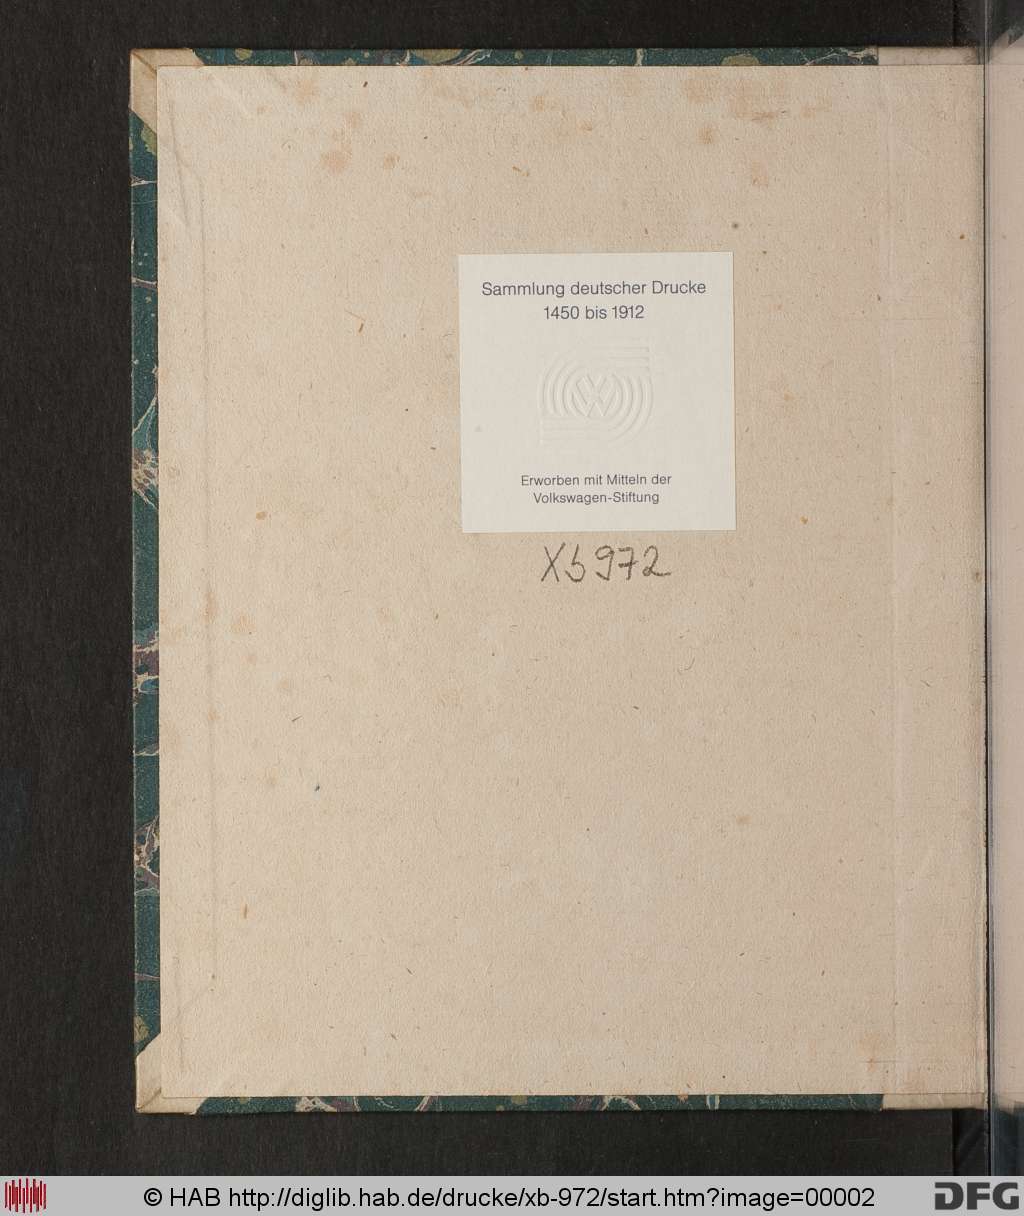 Sammlung deutscher Drucke
1450 bis 1912
VW
Erworben mit Mitteln der
Volkswagen-Stiftung
Xb 972
© HAB http://diglib.hab.de/drucke/xb-972/start.htm?image=00002
DFG